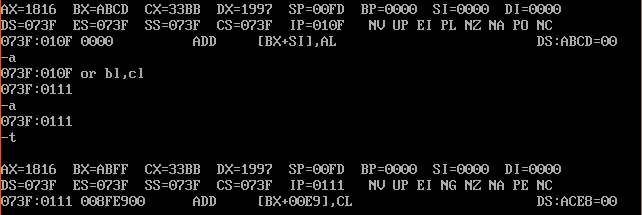 AX=1816 BX=ABCD CX=33BB DX=1997 SP=00FD BP=0000 SI=0000 DI=0000
DS=073F ES=073F SS=073F CS=073F IP=010F NV UP EI PL NZ NA PO NC
073F:010F 0000 ADD [BX+SI],AL DS:ABCD=00
-a
073F:010F or bl,cl
073F:0111
-a
073F:0111
-t
AX=1816 BX=ABFF CX=33BB DX=1997 SP=00FD BP=0000 SI=0000 DI=0000
DS=073F ES=073F SS=073F CS=073F IP=0111 NV UP EI NG NZ NA PE NC
073F:0111 008FE900 ADD [BX+00E9],CL DS:ACE8=00